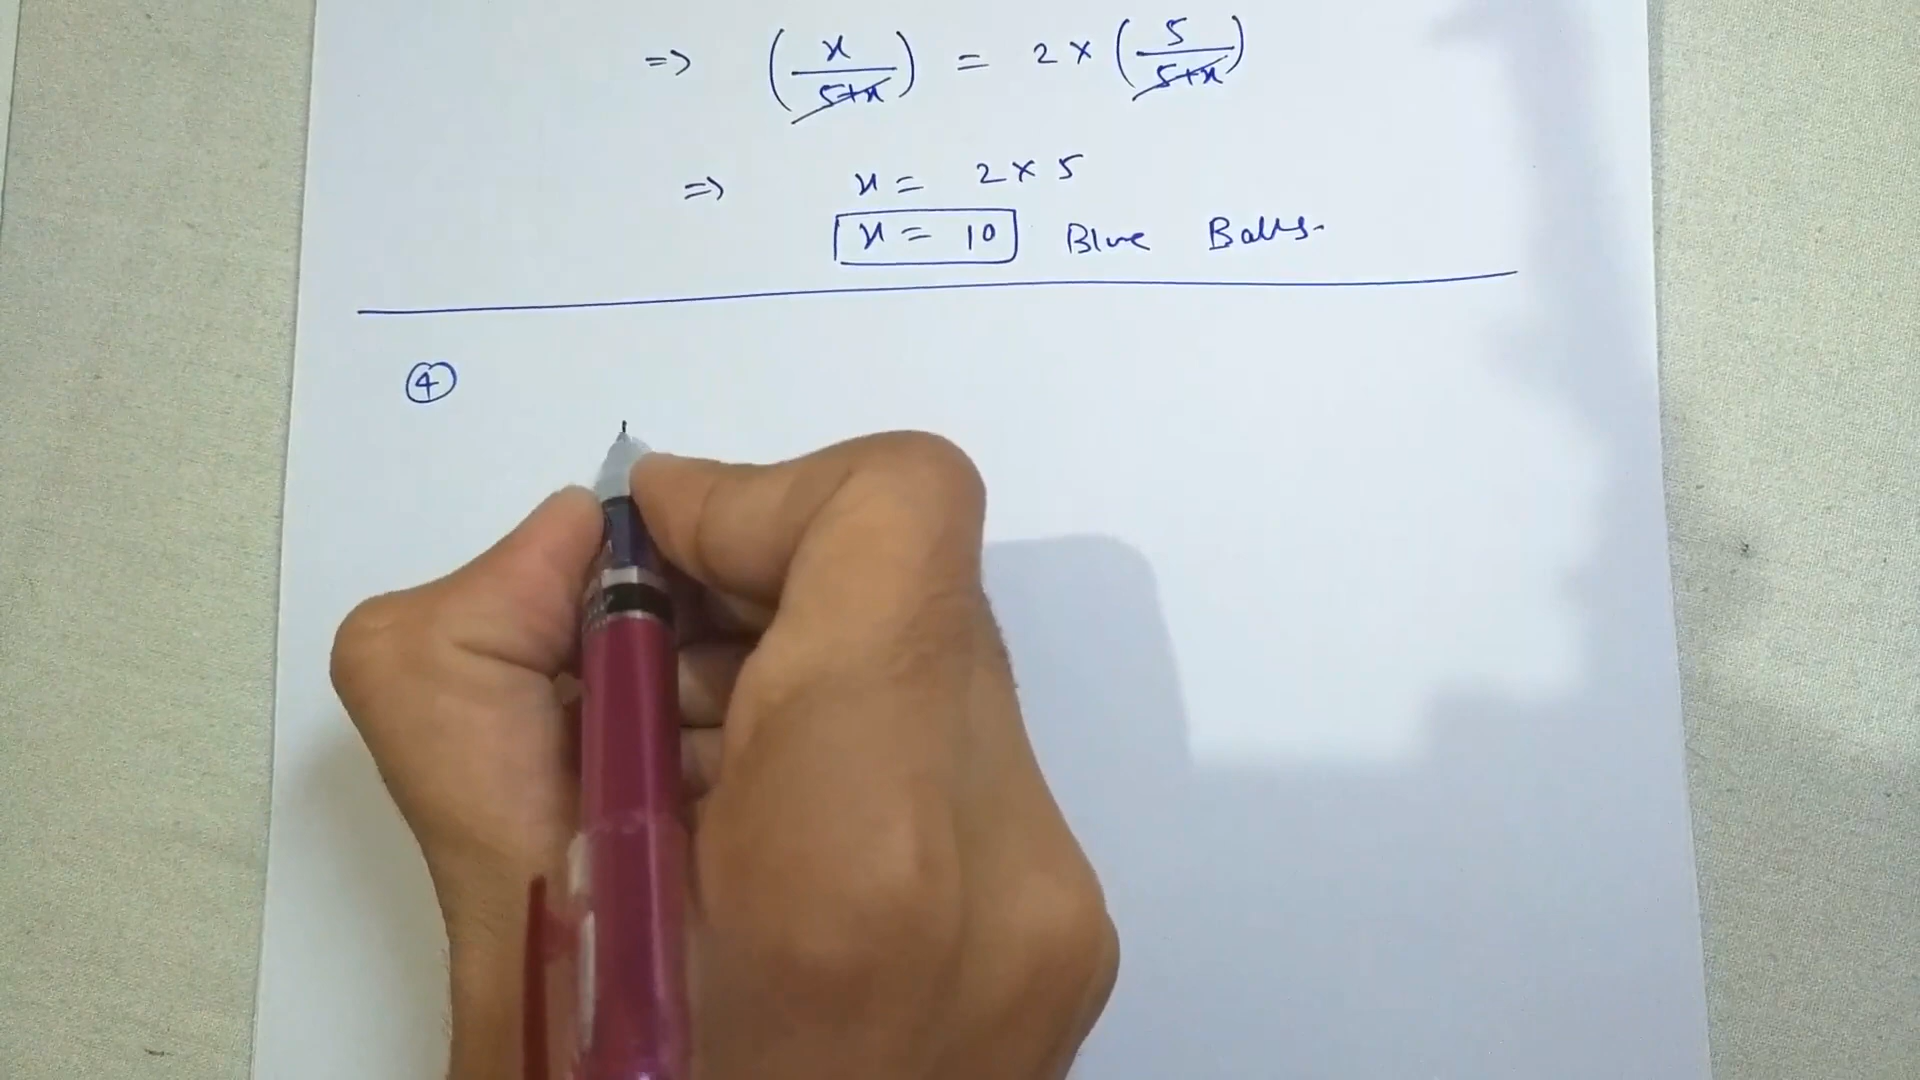 => (x/5+x) = 2 × (5/5+x)
=> x = 2 × 5
x = 10 Blue Balls.
④